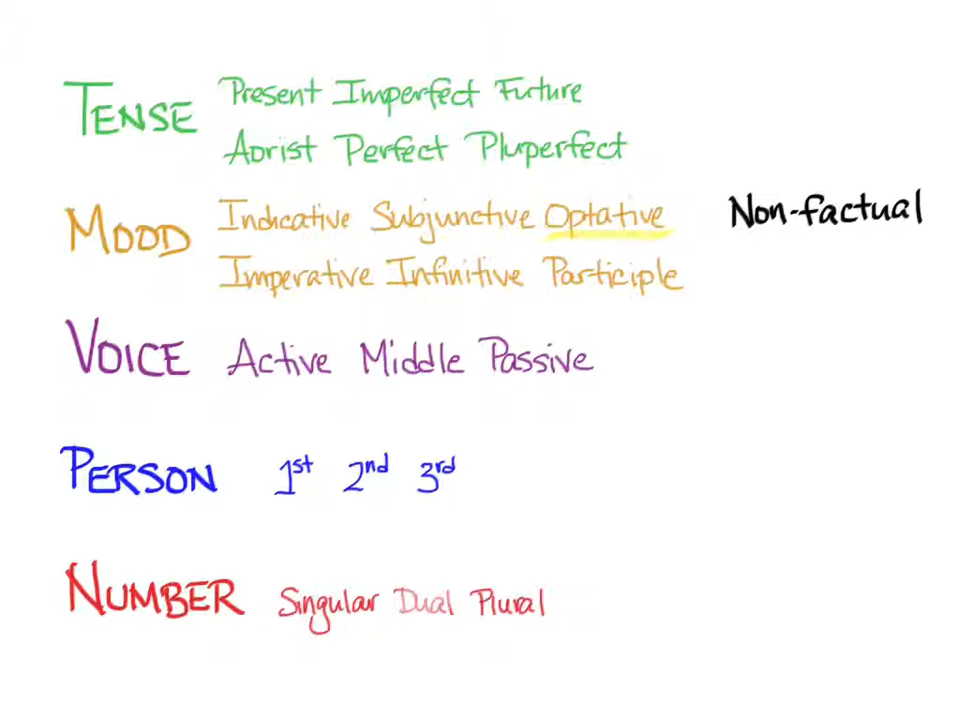 TENSE Present Imperfect Future
Aorist Perfect Pluperfect
MOOD Indicative Subjunctive Optative Non-factual
Imperative Infinitive Participle
VOICE Active Middle Passive
PERSON 1st 2nd 3rd
NUMBER Singular Dual Plural